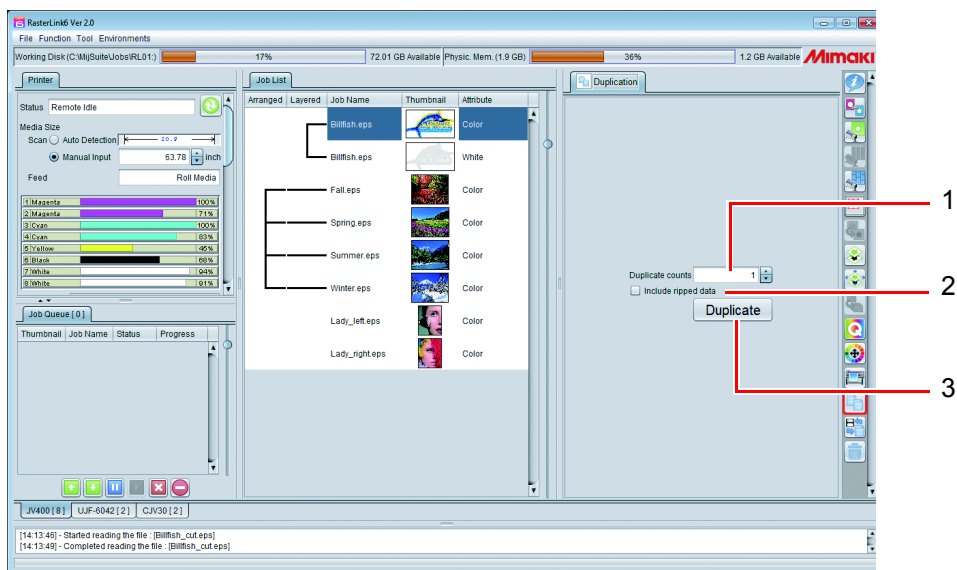 RasterLink6 Ver 2.0
File Function Tool Environments
Working Disk (C:\MijSuite\Jobs\RL01:) 17% 72.01 GB Available Physic. Mem. (1.9 GB) 36% 1.2 GB Available Mimaki
Printer
Status Remote Idle
Media Size
Scan Auto Detection 20.9
Manual Input 63.78 inch
Feed Roll Media
1 Magenta 100%
2 Magenta 71%
3 Cyan 100%
4 Cyan 83%
5 Yellow 45%
6 Black 68%
7 White 94%
8 White 91%
Job Queue [ 0 ]
Thumbnail Job Name Status Progress
Job List
Arranged Layered Job Name Thumbnail Attribute
Billfish.eps Color
Billfish.eps White
Fall.eps Color
Spring.eps Color
Summer.eps Color
Winter.eps Color
Lady_left.eps Color
Lady_right.eps Color
Duplication
Duplicate counts 1
Include ripped data
Duplicate
1
2
3
JV400 [ 8 ] UJF-6042 [ 2 ] CJV30 [ 2 ]
[14:13:46] - Started reading the file : [Billfish_cut.eps]
[14:13:49] - Completed reading the file : [Billfish_cut.eps]